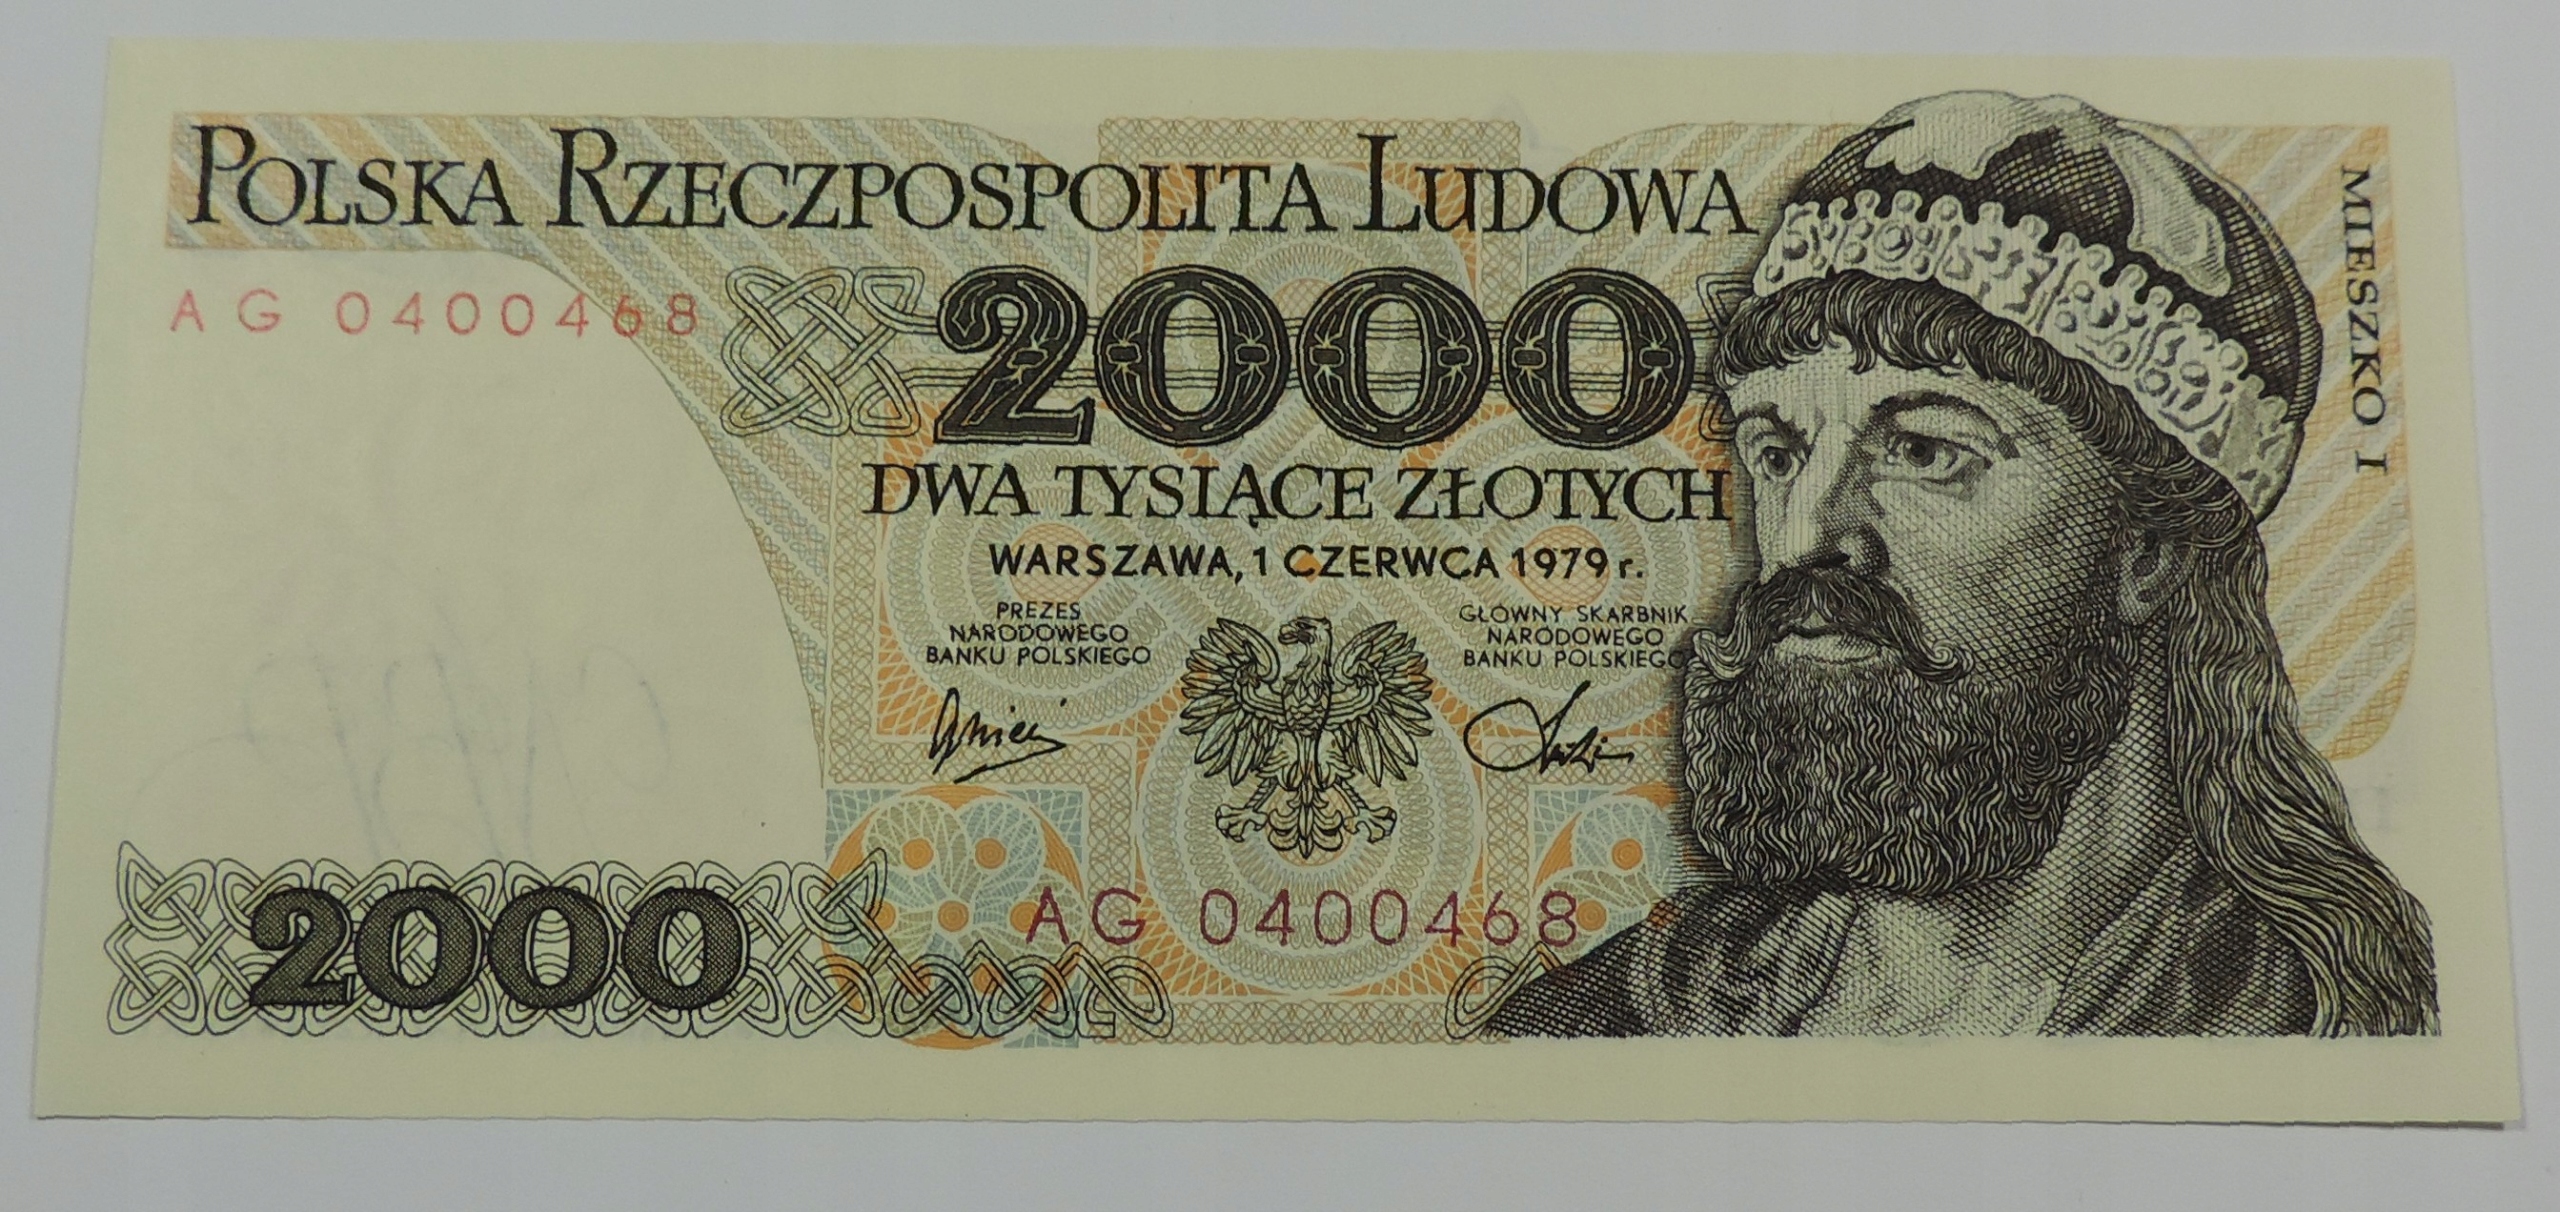 POLSKA RZECZPOSPOLITA LUDOWA
MIESZKO I
AG 0400468
2000
DWA TYSIĄCE ZŁOTYCH
WARSZAWA, 1 CZERWCA 1979 r.
PREZES
NARODOWEGO
BANKU POLSKIEGO
GŁÓWNY SKARBNIK
NARODOWEGO
BANKU POLSKIEGO
2000
AG 0400468